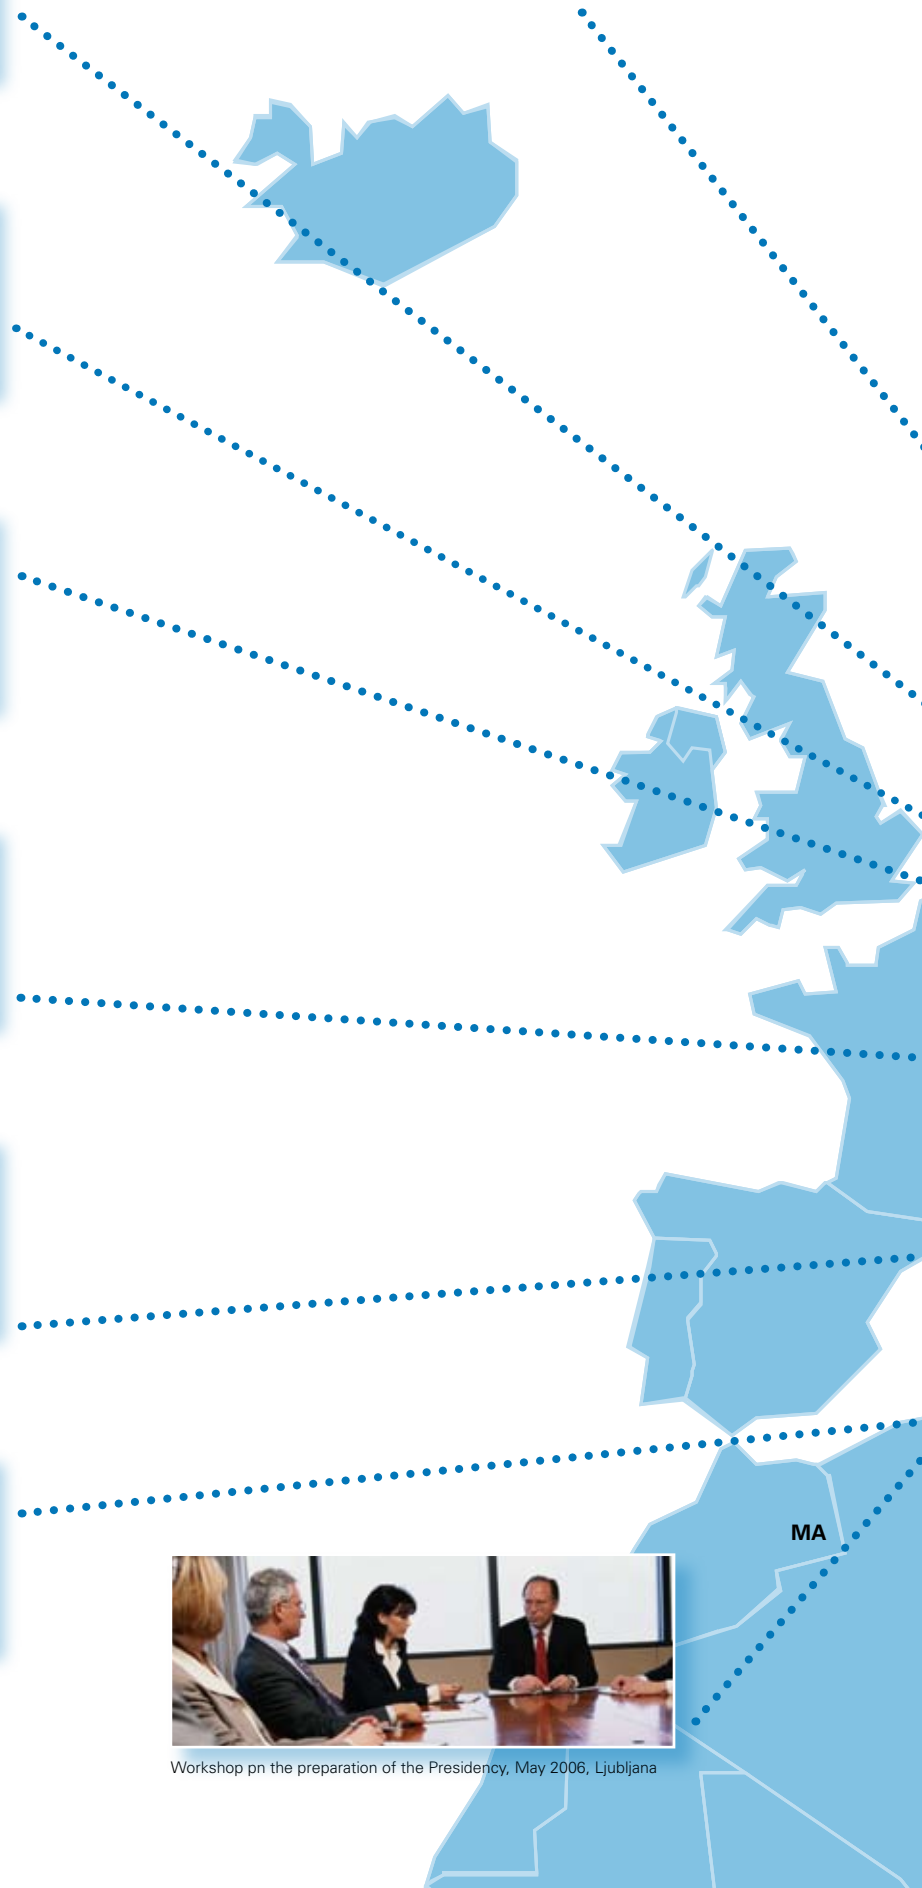 MA
Workshop pn the preparation of the Presidency, May 2006, Ljubljana